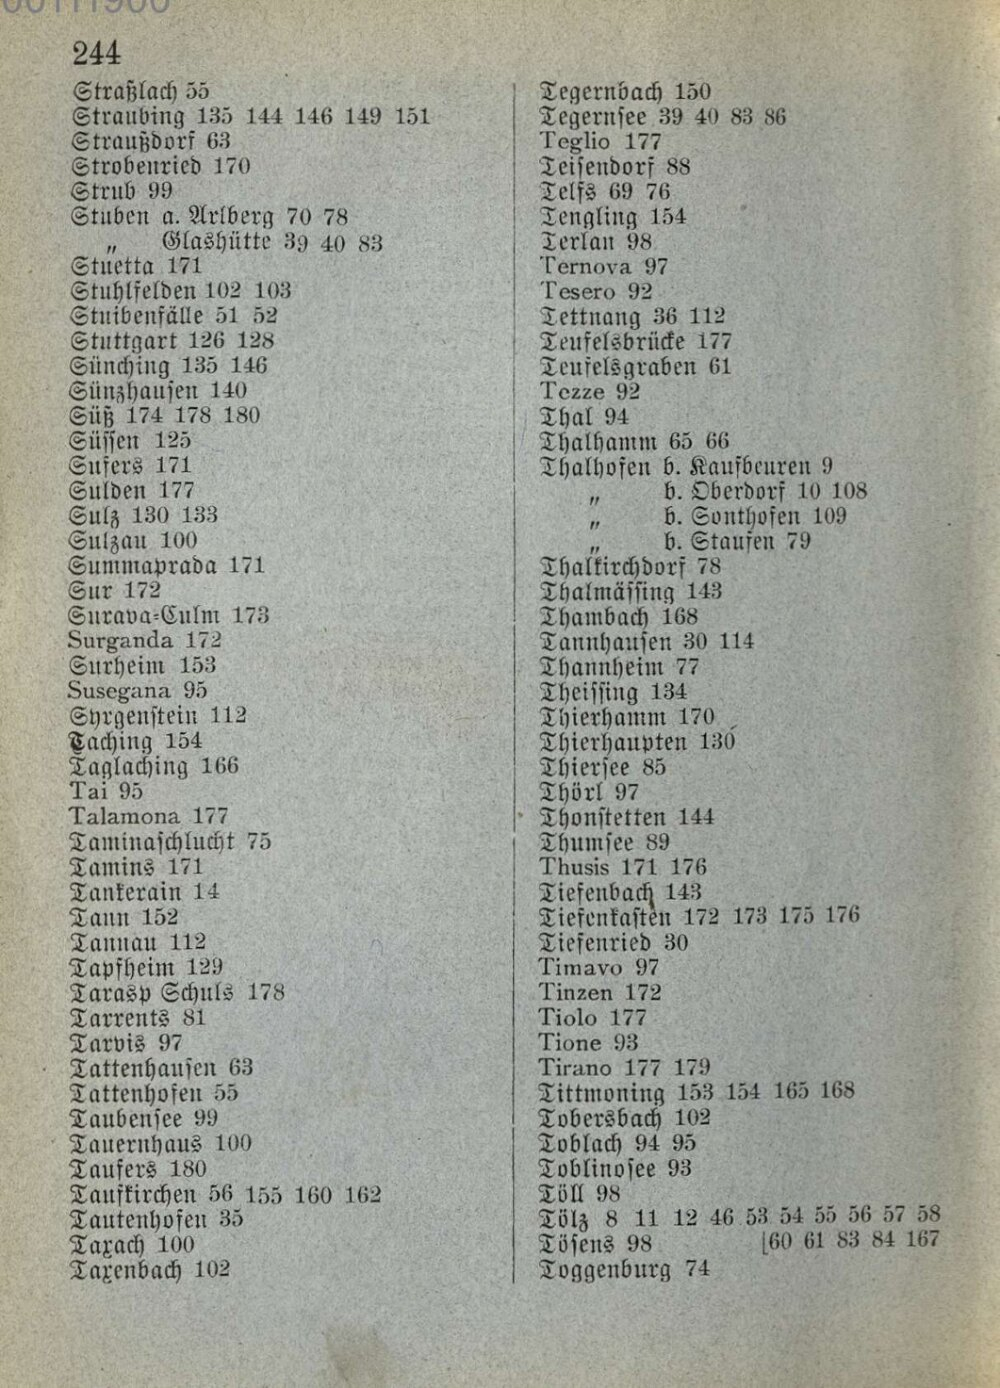 244
Straßlach 55
Straubing 135 144 146 149 151
Straußdorf 63
Strobenried 170
Strub 99
Stuben a. Arlberg 70 78
„ Glashütte 39 40 83
Stuetta 171
Stuhlfelden 102 103
Stuibenfälle 51 52
Stuttgart 126 128
Sünching 135 146
Sünzhausen 140
Süß 174 178 180
Süssen 125
Sufers 171
Sulden 177
Sulz 130 133
Sulzau 100
Summaprada 171
Sur 172
Surava-Culm 173
Surganda 172
Surheim 153
Susegana 95
Syrgenstein 112
Taching 154
Taglaching 166
Tai 95
Talamona 177
Taminaschlucht 75
Tamins 171
Tankerain 14
Tann 152
Tannau 112
Tapfheim 129
Tarasp Schuls 178
Tarrents 81
Tarvis 97
Tattenhausen 63
Tattenhofen 55
Taubensee 99
Tauernhaus 100
Taufers 180
Taufkirchen 56 155 160 162
Tautenhofen 35
Taxach 100
Taxenbach 102
Tegernbach 150
Tegernsee 39 40 83 86
Teglio 177
Teisendorf 88
Telfs 69 76
Tengling 154
Terlan 98
Ternova 97
Tesero 92
Tettnang 36 112
Teufelsbrücke 177
Teufelsgraben 61
Tezze 92
Thal 94
Thalhamm 65 66
Thalhofen b. Kaufbeuren 9
„ b. Oberdorf 10 108
„ b. Sonthofen 109
„ b. Staufen 79
Thalkirchdorf 78
Thalmässing 143
Thambach 168
Tannhausen 30 114
Thannheim 77
Theissing 134
Thierhamm 170
Thierhaupten 130
Thiersee 85
Thörl 97
Thonstetten 144
Thumsee 89
Thusis 171 176
Tiefenbach 143
Tiefenkasten 172 173 175 176
Tiefenried 30
Timavo 97
Tinzen 172
Tiolo 177
Tione 93
Tirano 177 179
Tittmoning 153 154 165 168
Tobersbach 102
Toblach 94 95
Toblinosee 93
Töll 98
Tölz 8 11 12 46 53 54 55 56 57 58
Tösens 98 [60 61 83 84 167
Toggenburg 74